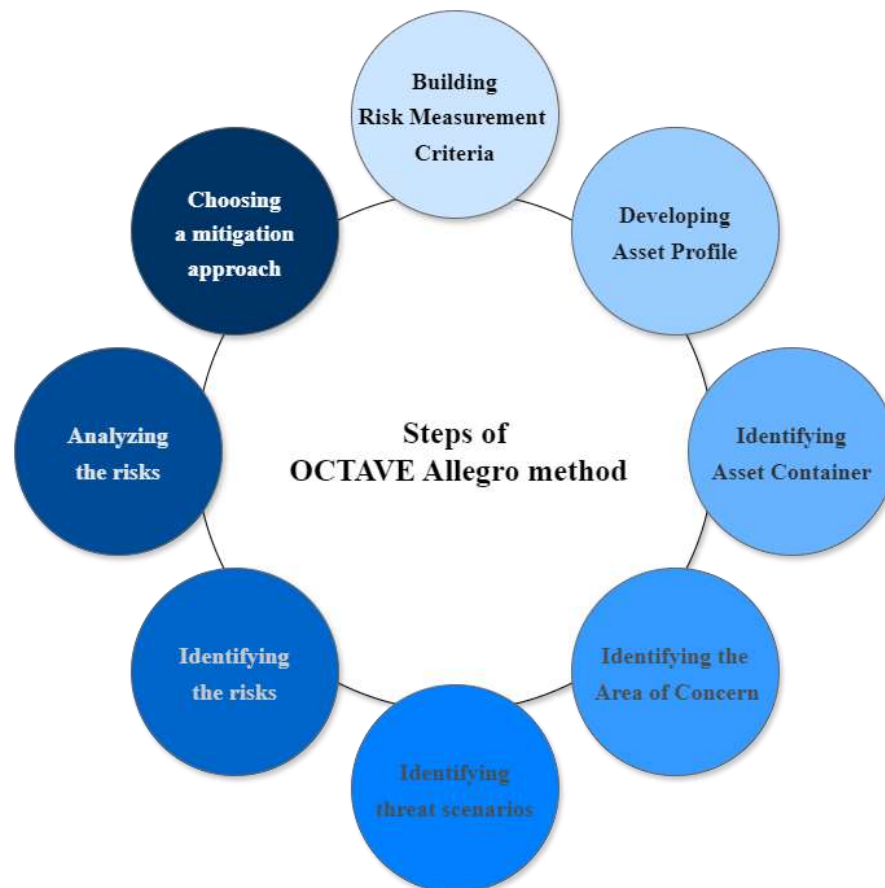 Building
Risk Measurement
Criteria
Developing
Asset Profile
Identifying
Asset Container
Identifying the
Area of Concern
Identifying
threat scenarios
Identifying
the risks
Analyzing
the risks
Choosing
a mitigation
approach
Steps of
OCTAVE Allegro method